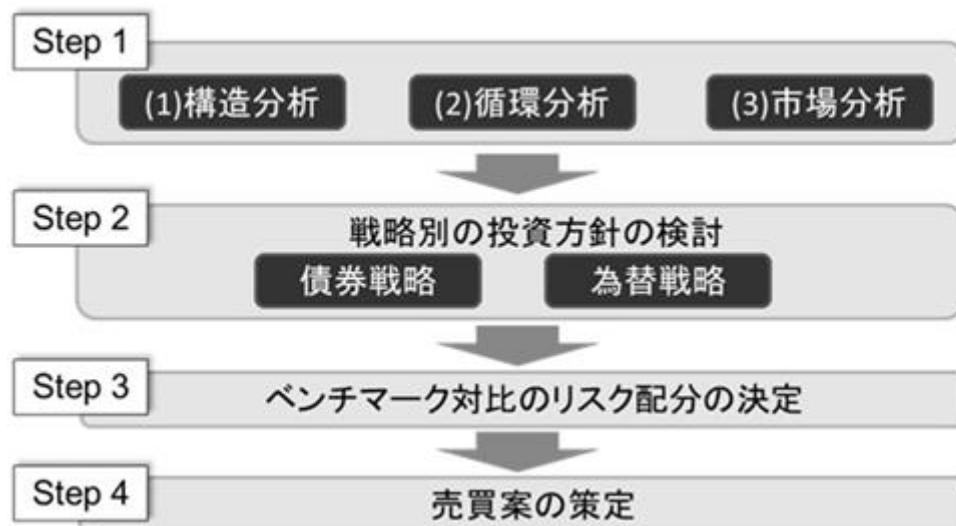 Step 1
(1)構造分析
(2)循環分析
(3)市場分析
Step 2
戦略別の投資方針の検討
債券戦略
為替戦略
Step 3
ベンチマーク対比のリスク配分の決定
Step 4
売買案の策定